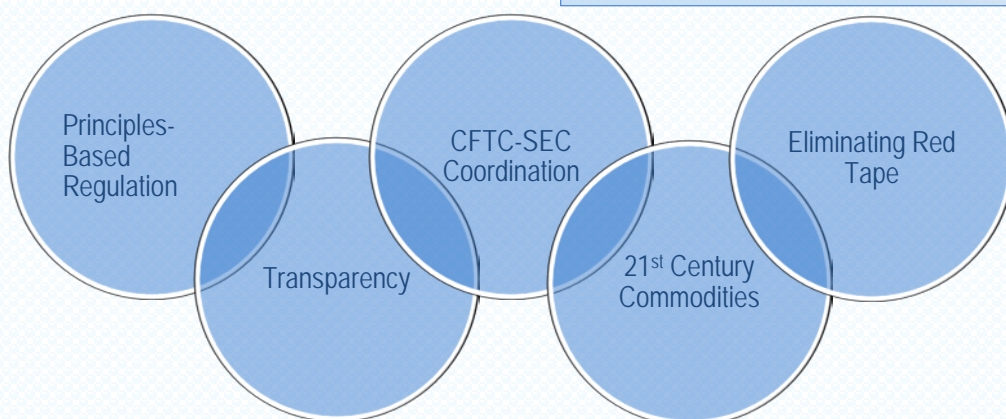 Principles-
Based
Regulation
Transparency
CFTC-SEC
Coordination
21st Century
Commodities
Eliminating Red
Tape